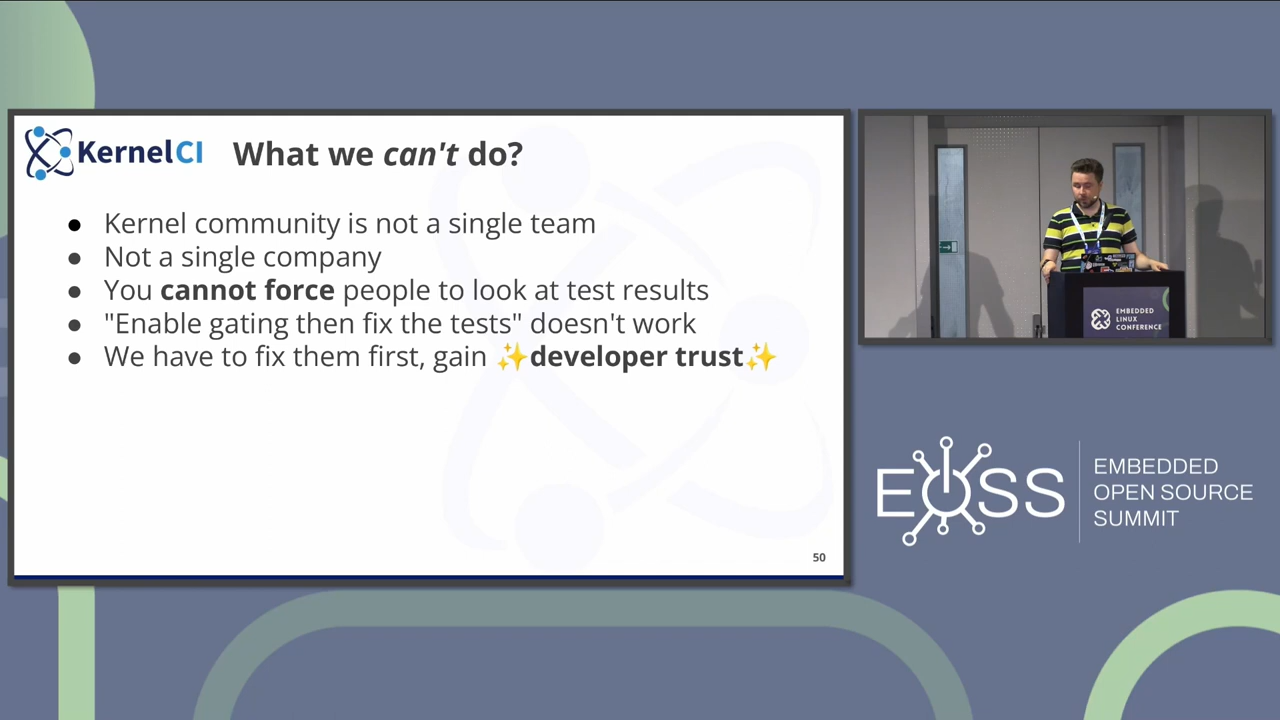 KernelCI
What we can't do?
● Kernel community is not a single team
● Not a single company
● You cannot force people to look at test results
● "Enable gating then fix the tests" doesn't work
● We have to fix them first, gain ✨developer trust✨
50
EMBEDDED
LINUX
CONFERENCE
EOSS
EMBEDDED
OPEN SOURCE
SUMMIT